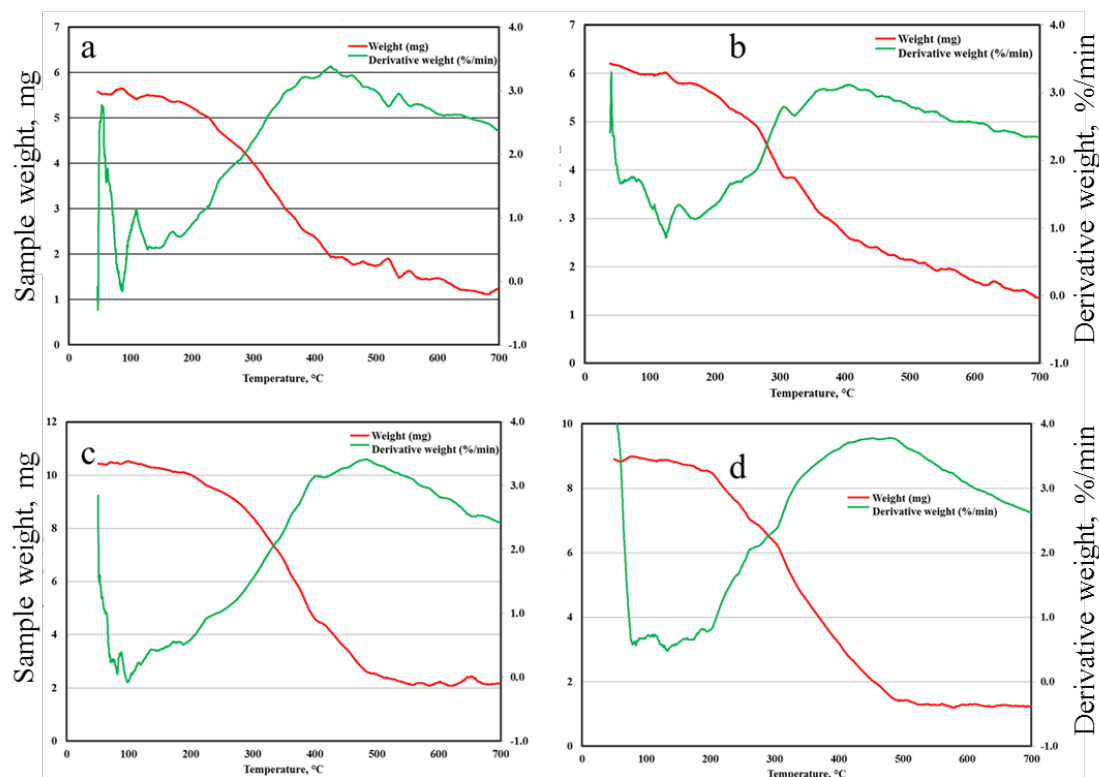 a
Weight (mg)
Derivative weight (%/min)
Sample weight, mg
7
6
5
4
3
2
1
0
4.0
3.0
2.0
1.0
0.0
-1.0
0 100 200 300 400 500 600 700
Temperature, °C
b
Weight (mg)
Derivative weight (%/min)
7
6
5
4
3
2
1
0
4.0
3.0
2.0
1.0
0.0
-1.0
Derivative weight, %/min
0 100 200 300 400 500 600 700
Temperature, °C
c
Weight (mg)
Derivative weight (%/min)
Sample weight, mg
12
10
8
6
4
2
0
4.0
3.0
2.0
1.0
0.0
-1.0
0 100 200 300 400 500 600 700
Temperature, °C
d
Weight (mg)
Derivative weight (%/min)
10
8
6
4
2
0
4.0
3.0
2.0
1.0
0.0
-1.0
Derivative weight, %/min
0 100 200 300 400 500 600 700
Temperature, °C